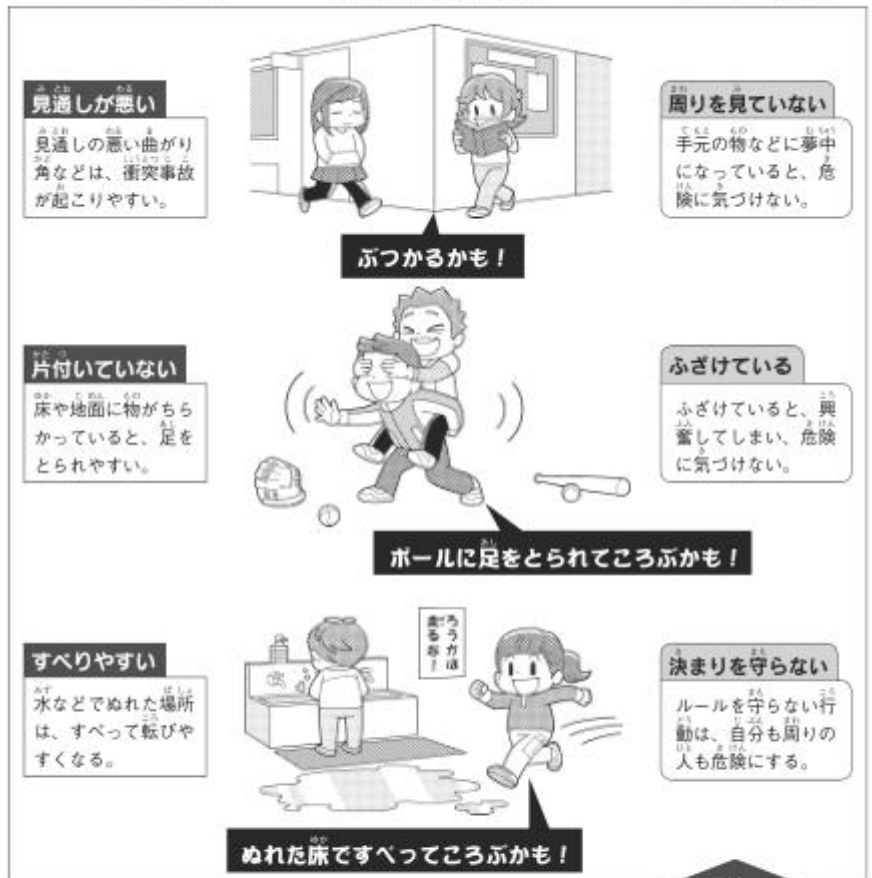 見通しが悪い
見通しの悪い曲がり
角などは、衝突事故
が起こりやすい。
周りを見ていない
手元の物などに夢中
になっていると、危
険に気づけない。
ぶつかるかも！
片付いていない
床や地面に物がちら
かっていると、足を
とられやすい。
ふざけている
ふざけていると、興
奮してしまい、危険
に気づけない。
ボールに足をとられてころぶかも！
すべりやすい
水などでぬれた場所
は、すべって転びや
すくなる。
ろうかは
走るな！
決まりを守らない
ルールを守らない行
動は、自分も周りの
人も危険にする。
ぬれた床ですべってころぶかも！